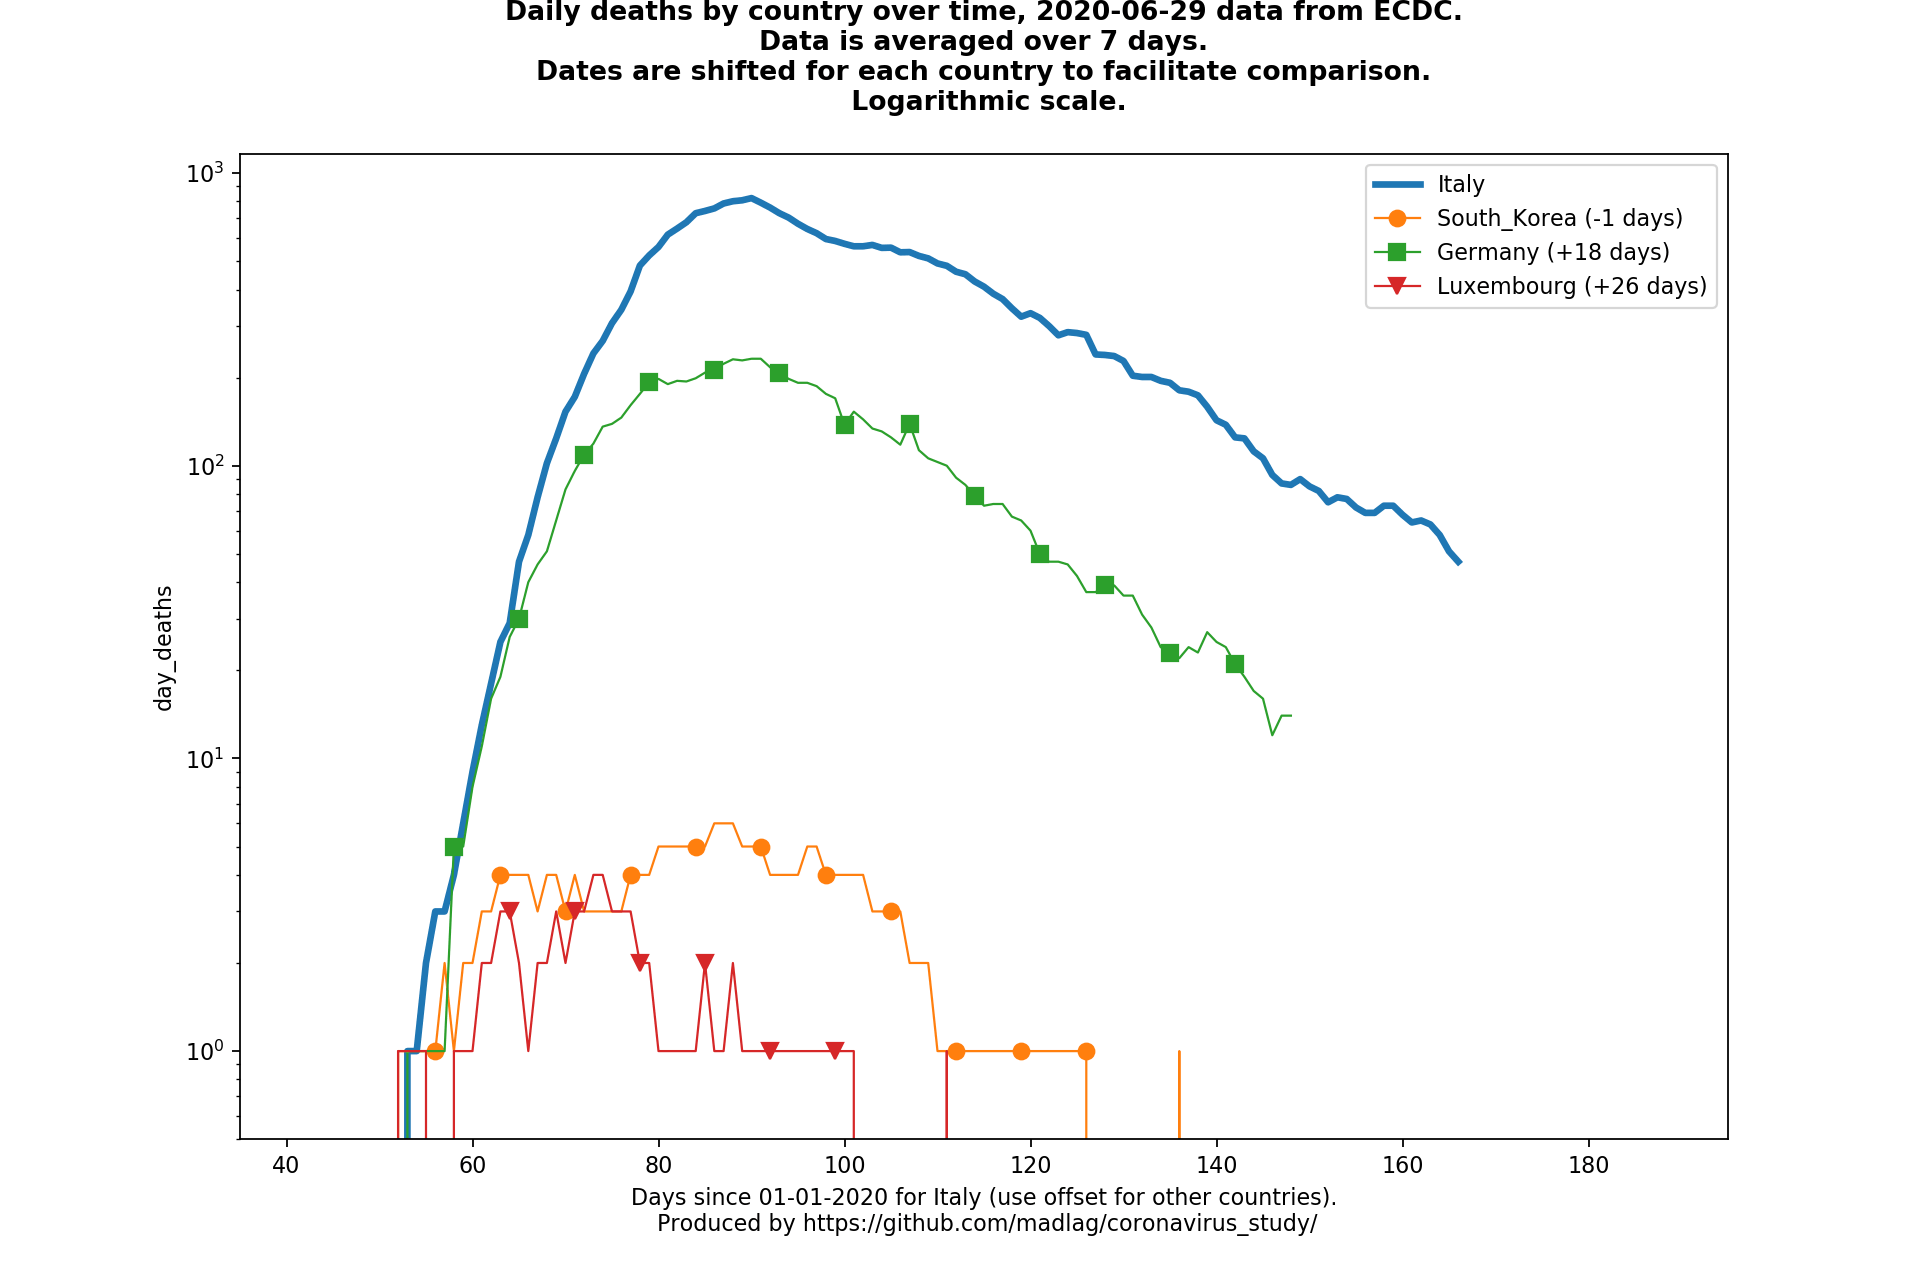 Daily deaths by country over time, 2020-06-29 data from ECDC.
Data is averaged over 7 days.
Dates are shifted for each country to facilitate comparison.
Logarithmic scale.
10³
10²
10¹
10⁰
day_deaths
Italy
South_Korea (-1 days)
Germany (+18 days)
Luxembourg (+26 days)
40 60 80 100 120 140 160 180
Days since 01-01-2020 for Italy (use offset for other countries).
Produced by https://github.com/madlag/coronavirus_study/